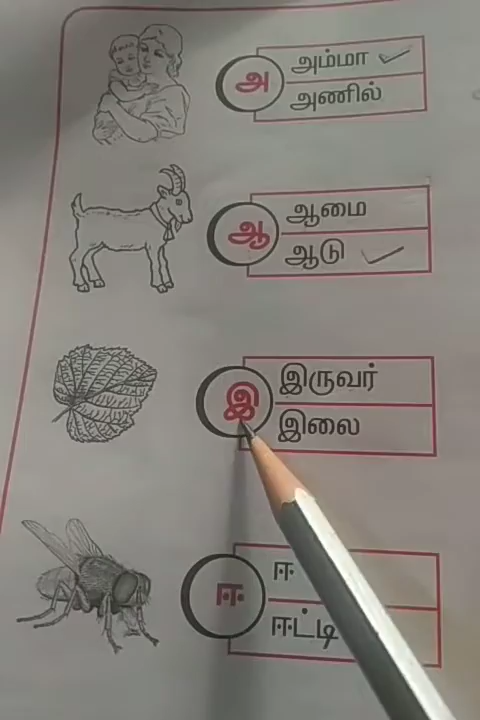 அ
அம்மா
அணில்
ஆ
ஆமை
ஆடு
இ
இருவர்
இலை
ஈ
ஈ
ஈட்டி